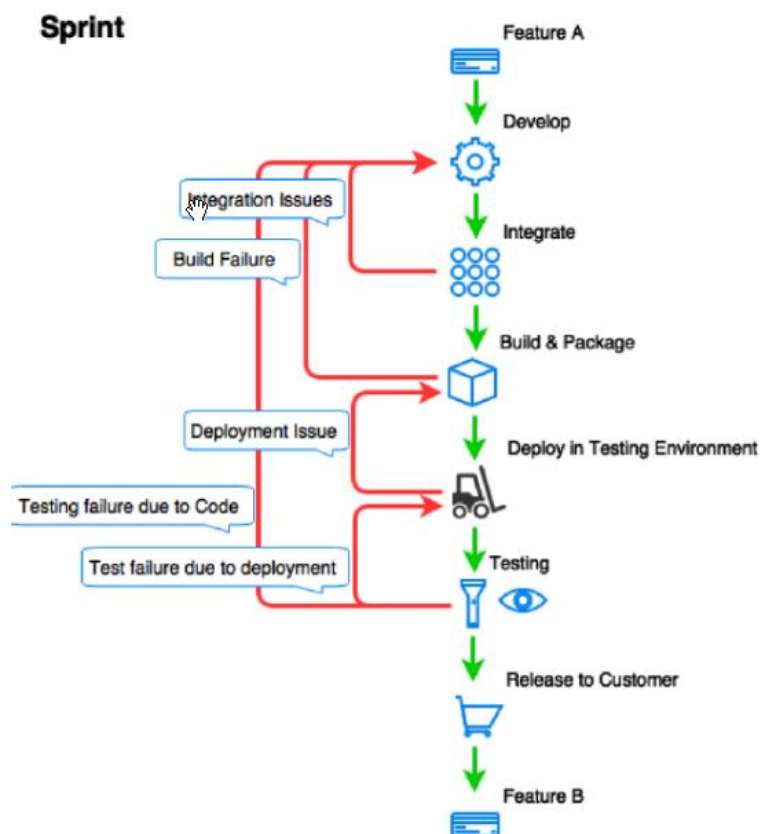 Sprint
Feature A
Develop
Integration Issues
Integrate
Build Failure
Build & Package
Deployment Issue
Deploy in Testing Environment
Testing failure due to Code
Testing
Test failure due to deployment
Release to Customer
Feature B